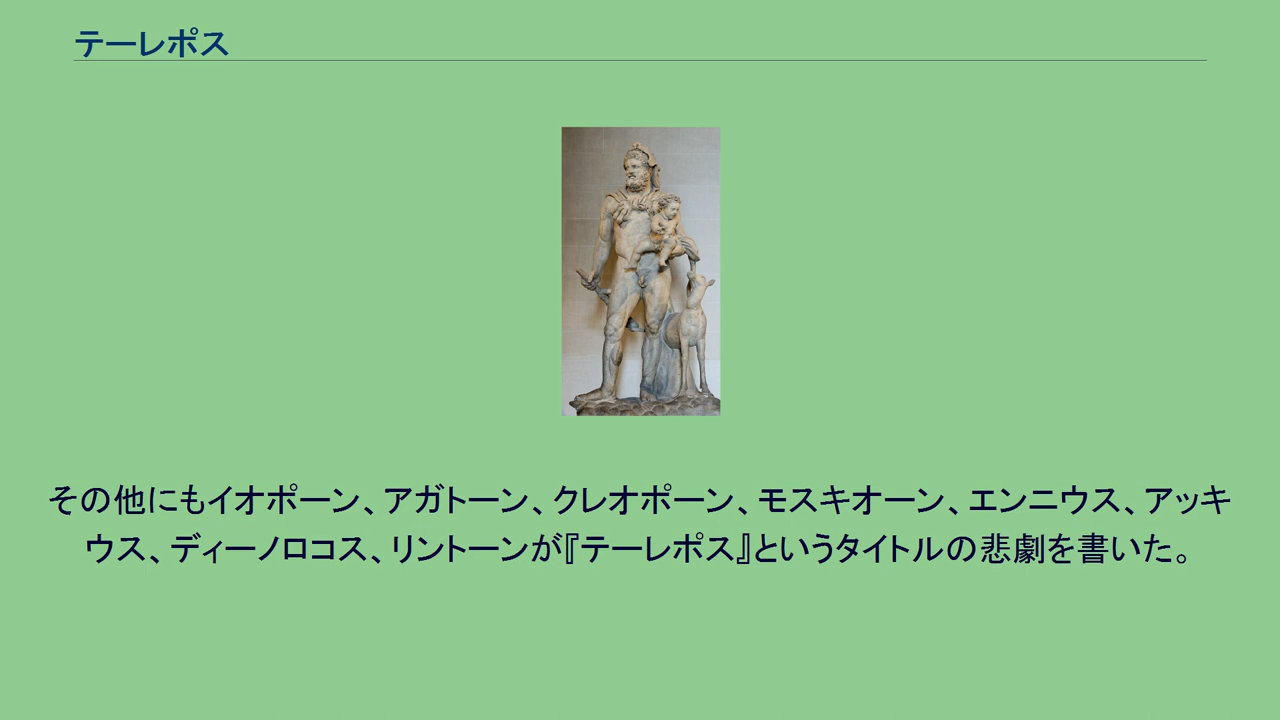 テーレポス
その他にもイオポーン、アガトーン、クレオポーン、モスキオーン、エンニウス、アッキ
ウス、ディーノロコス、リントーンが『テーレポス』というタイトルの悲劇を書いた。